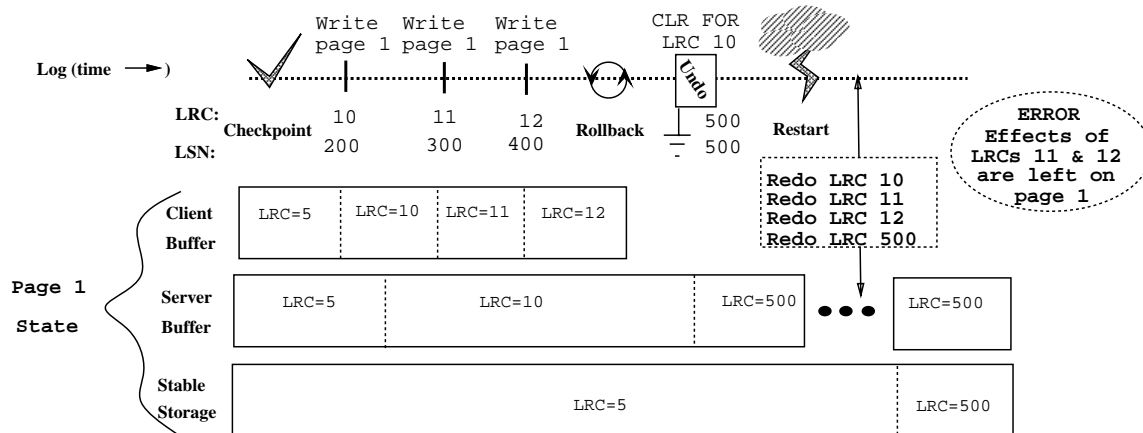 Write page 1
Write page 1
Write page 1
CLR FOR LRC 10
Log (time → )
Undo
LRC: 10 11 12 500
Checkpoint Rollback Restart
LSN: 200 300 400 500
ERROR
Effects of
LRCs 11 & 12
are left on
page 1
Redo LRC 10
Redo LRC 11
Redo LRC 12
Redo LRC 500
Page 1
State
Client
Buffer
LRC=5 LRC=10 LRC=11 LRC=12
Server
Buffer
LRC=5 LRC=10 LRC=500 LRC=500
Stable
Storage
LRC=5 LRC=500